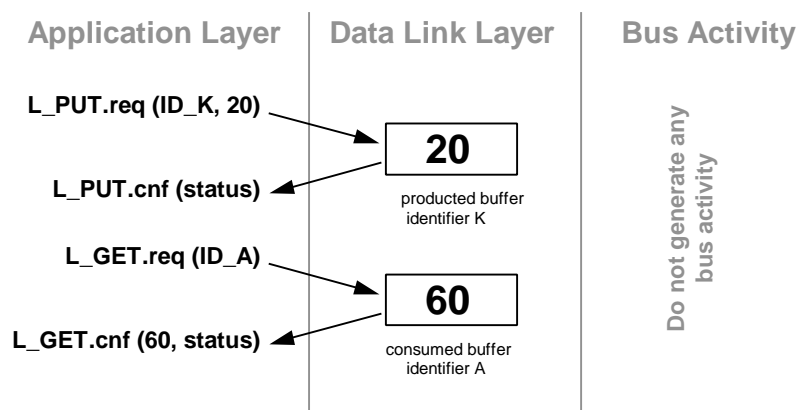 Application Layer
Data Link Layer
Bus Activity
L_PUT.req (ID_K, 20)
20
L_PUT.cnf (status)
producted buffer
identifier K
L_GET.req (ID_A)
60
L_GET.cnf (60, status)
consumed buffer
identifier A
Do not generate any
bus activity